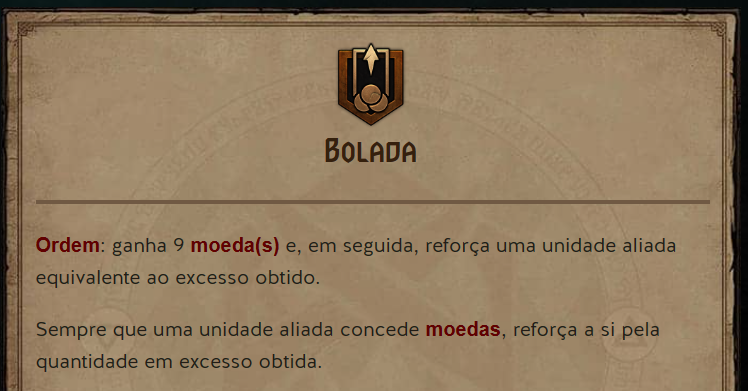 Bolada
Ordem: ganha 9 moeda(s) e, em seguida, reforça uma unidade aliada
equivalente ao excesso obtido.
Sempre que uma unidade aliada concede moedas, reforça a si pela
quantidade em excesso obtida.